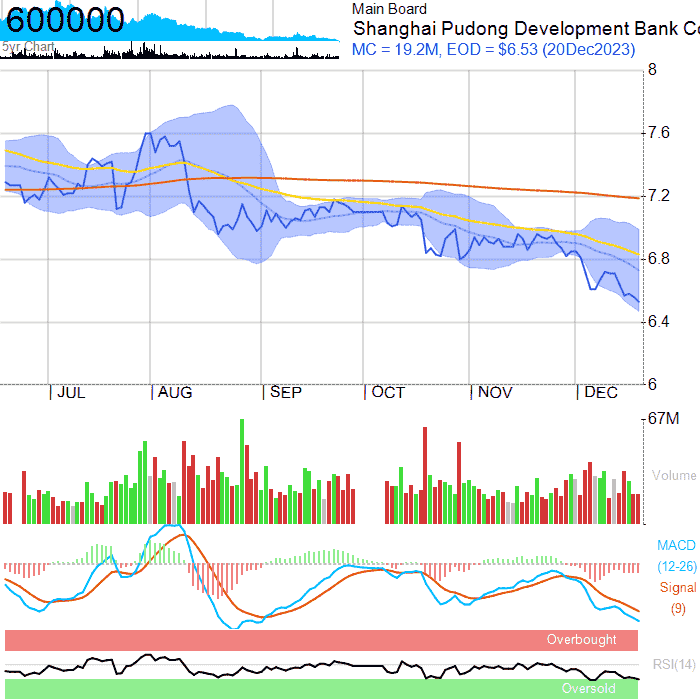 600000
5yr Chart
Main Board
Shanghai Pudong Development Bank Co
MC = 19.2M, EOD = $6.53 (20Dec2023)
8
7.6
7.2
6.8
6.4
6
JUL AUG SEP OCT NOV DEC
67M
Volume
MACD
(12-26)
Signal
(9)
Overbought
RSI(14)
Oversold